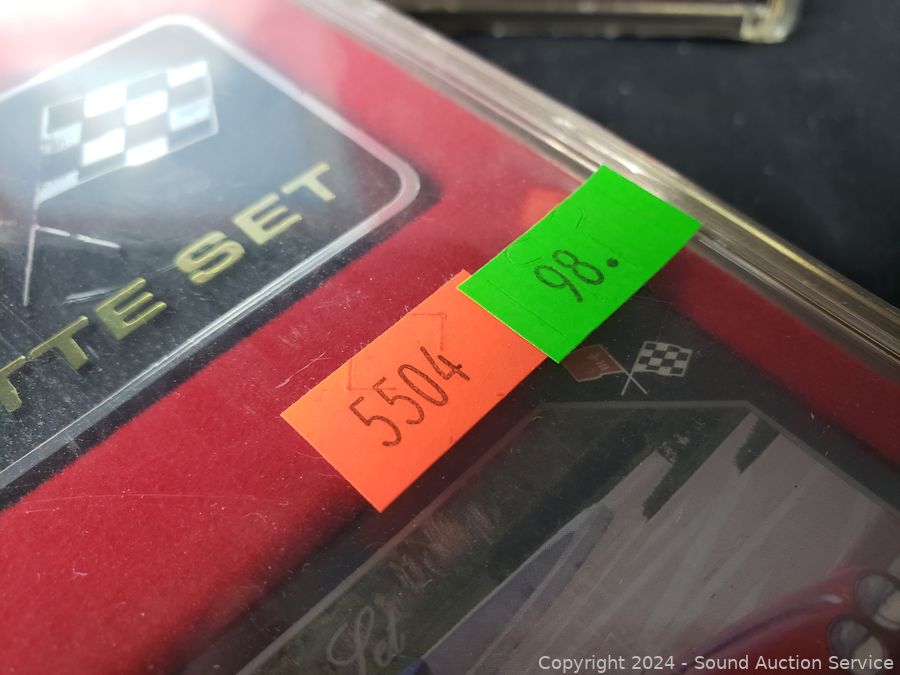 TTE SET
98.
5504
Copyright © 2024 - Sound Auction Service